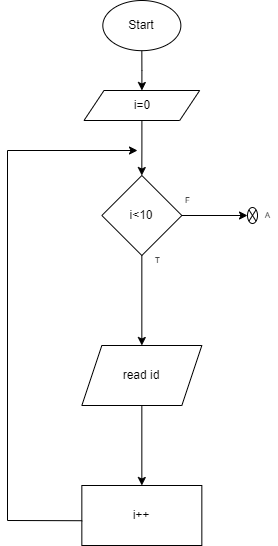 Start
i=0
i<10
F
A
T
read id
i++